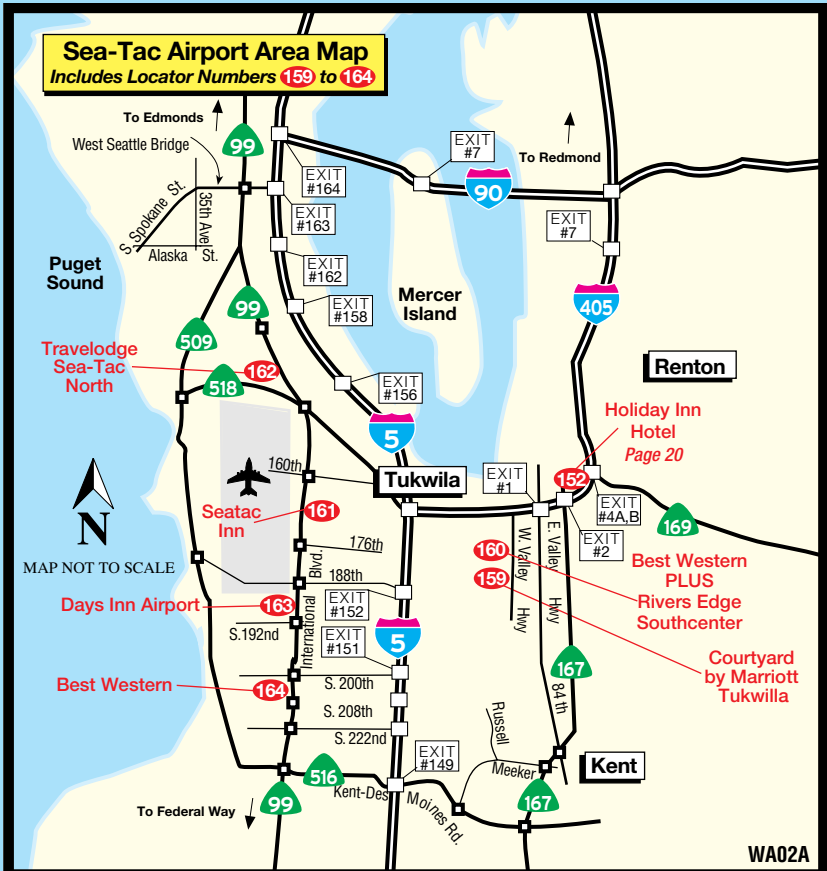 Sea-Tac Airport Area Map
Includes Locator Numbers 159 to 164
To Edmonds
West Seattle Bridge
99
EXIT
#164
EXIT
#7
To Redmond
90
S. Spokane St.
35th Ave
Alaska St.
EXIT
#163
EXIT
#7
EXIT
#162
Puget
Sound
99
EXIT
#158
Mercer
Island
405
509
Travelodge
Sea-Tac
North
162
518
EXIT
#156
Renton
5
Holiday Inn
Hotel
Page 20
160th
Tukwila
EXIT
#1
152
EXIT
#4A,B
N
MAP NOT TO SCALE
Seatac
Inn
161
EXIT
#2
169
176th
W. Valley Hwy
E. Valley Hwy
160
159
Best Western
PLUS
Rivers Edge
Southcenter
188th
International Blvd.
Days Inn Airport
163
EXIT
#152
S.192nd
5
EXIT
#151
Courtyard
by Marriott
Tukwilla
Best Western
164
S. 200th
167
84 th
S. 208th
Russell
S. 222nd
EXIT
#149
Meeker
Kent
516
Kent-Des Moines Rd.
167
To Federal Way
99
WA02A